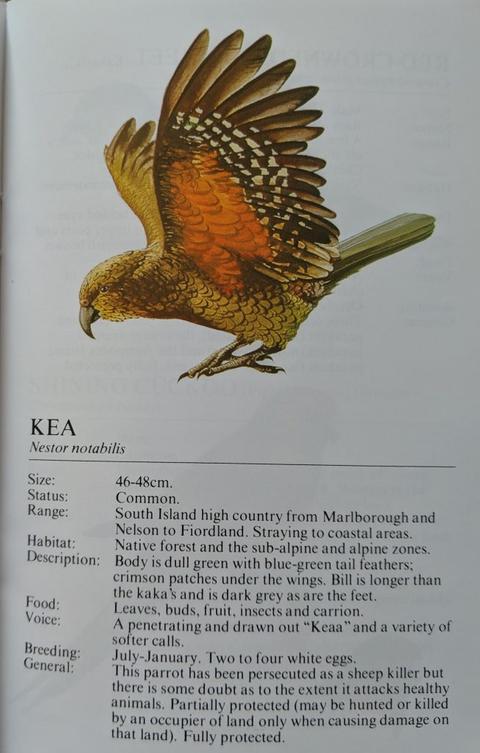 KEA
Nestor notabilis
Size: 46-48cm.
Status: Common.
Range: South Island high country from Marlborough and
Nelson to Fiordland. Straying to coastal areas.
Habitat: Native forest and the sub-alpine and alpine zones.
Description: Body is dull green with blue-green tail feathers;
crimson patches under the wings. Bill is longer than
the kaka's and is dark grey as are the feet.
Food: Leaves, buds, fruit, insects and carrion.
Voice: A penetrating and drawn out "Keaa" and a variety of
softer calls.
Breeding: July-January. Two to four white eggs.
General: This parrot has been persecuted as a sheep killer but
there is some doubt as to the extent it attacks healthy
animals. Partially protected (may be hunted or killed
by an occupier of land only when causing damage on
that land). Fully protected.